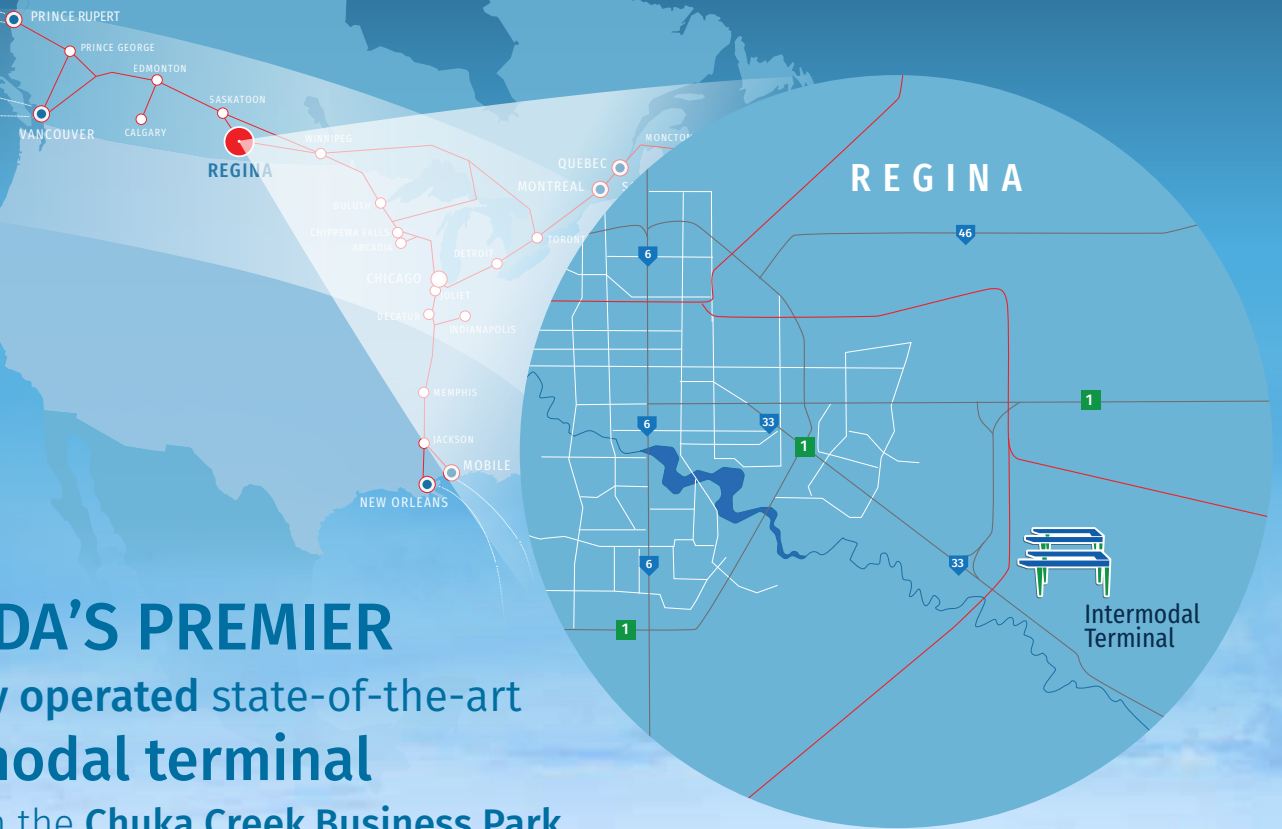 PRINCE RUPERT
PRINCE GEORGE
EDMONTON
SASKATOON
VANCOUVER
CALGARY
WINNIPEG
REGINA
MONCTON
QUEBEC
MONTREAL
DULUTH
CHIPPEWA FALLS
ARCADIA
TORONT
DETROIT
CHICAGO
JOLIET
DECATUR
INDIANAPOLIS
MEMPHIS
JACKSON
MOBILE
NEW ORLEANS
REGINA
46
6
1
6
33
1
6
33
1
Intermodal
Terminal
DA'S PREMIER
y operated state-of-the-art
nodal terminal
n the Chuka Creek Business Park